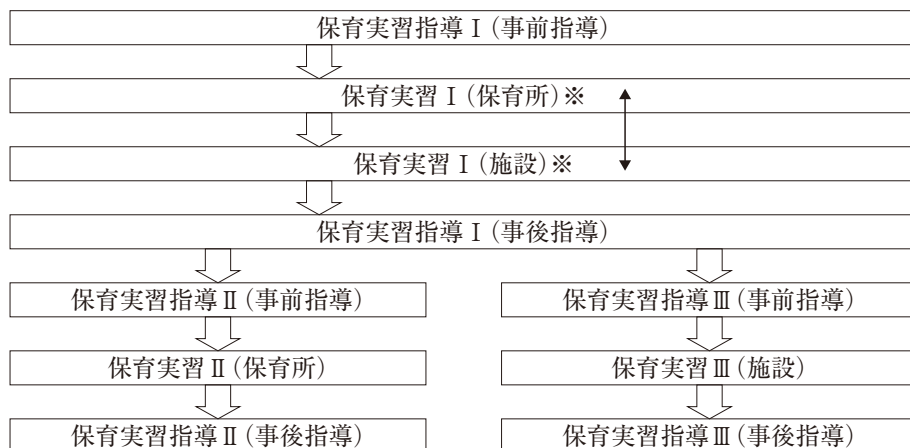 保育実習指導Ⅰ(事前指導)
保育実習Ⅰ(保育所)※
保育実習Ⅰ(施設)※
保育実習指導Ⅰ(事後指導)
保育実習指導Ⅱ(事前指導)
保育実習指導Ⅲ(事前指導)
保育実習Ⅱ(保育所)
保育実習Ⅲ(施設)
保育実習指導Ⅱ(事後指導)
保育実習指導Ⅲ(事後指導)